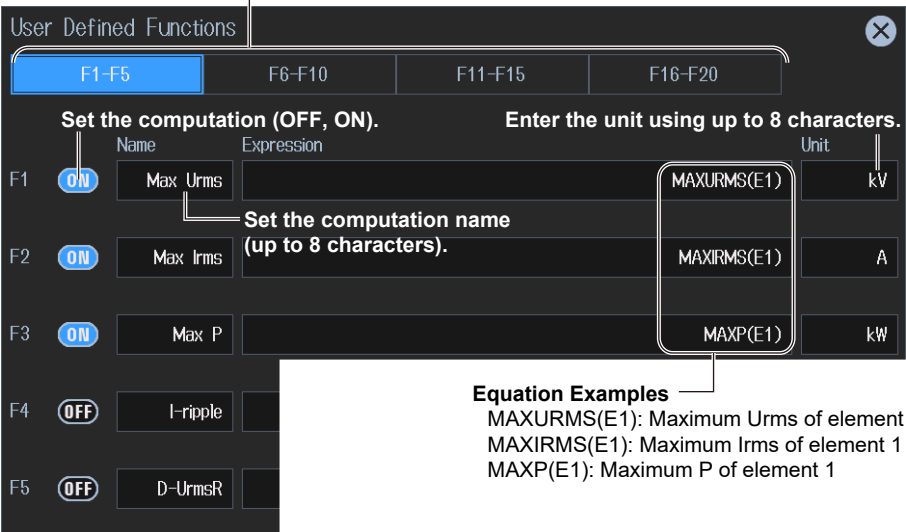 User Defined Functions
F1-F5 F6-F10 F11-F15 F16-F20
Set the computation (OFF, ON). Enter the unit using up to 8 characters.
Name Expression Unit
F1 ON Max Urms MAXURMS(E1) kV
Set the computation name
(up to 8 characters).
F2 ON Max Irms MAXIRMS(E1) A
F3 ON Max P MAXP(E1) kW
Equation Examples
MAXURMS(E1): Maximum Urms of element
F4 OFF I-ripple
MAXIRMS(E1): Maximum Irms of element 1
MAXP(E1): Maximum P of element 1
F5 OFF D-UrmsR